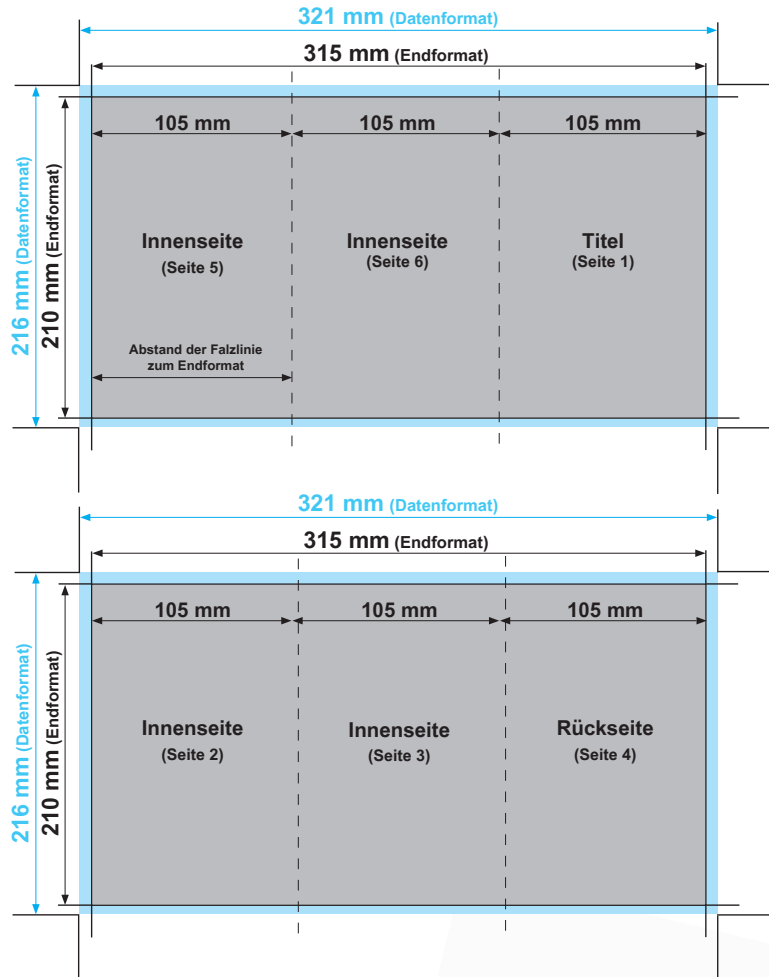 321 mm (Datenformat)
315 mm (Endformat)
105 mm 105 mm 105 mm
216 mm (Datenformat)
210 mm (Endformat)
Innenseite
(Seite 5)
Innenseite
(Seite 6)
Titel
(Seite 1)
Abstand der Falzlinie
zum Endformat
321 mm (Datenformat)
315 mm (Endformat)
105 mm 105 mm 105 mm
216 mm (Datenformat)
210 mm (Endformat)
Innenseite
(Seite 2)
Innenseite
(Seite 3)
Rückseite
(Seite 4)